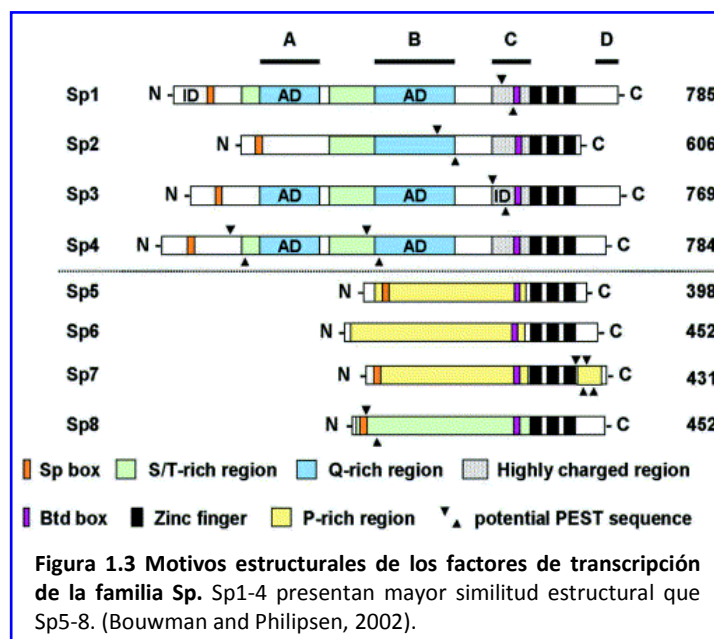 A B C D
Sp1 N ID AD AD C 785
Sp2 N C 606
Sp3 N AD AD ID C 769
Sp4 N AD AD C 784
Sp5 N C 398
Sp6 N C 452
Sp7 N C 431
Sp8 N C 452
Sp box S/T-rich region Q-rich region Highly charged region
Btd box Zinc finger P-rich region potential PEST sequence
Figura 1.3 Motivos estructurales de los factores de transcripción
de la familia Sp. Sp1-4 presentan mayor similitud estructural que
Sp5-8. (Bouwman and Philipsen, 2002).